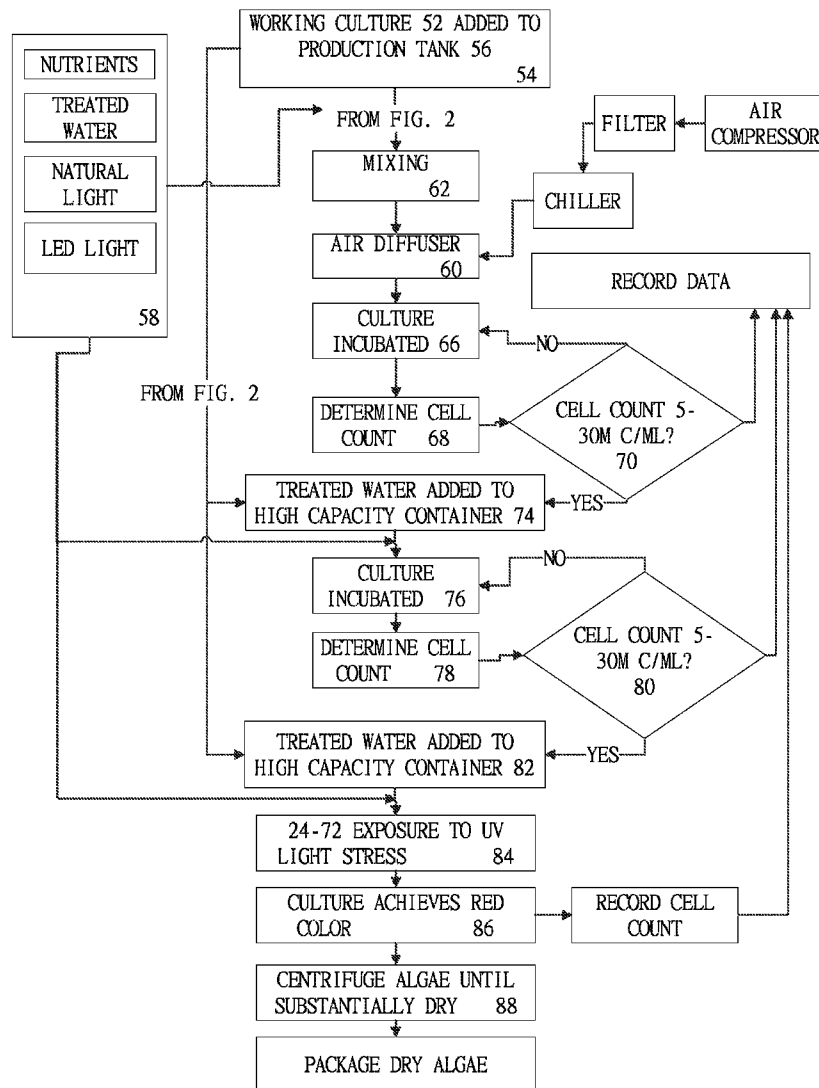 WORKING CULTURE 52 ADDED TO
PRODUCTION TANK 56
54
NUTRIENTS
TREATED
WATER
NATURAL
LIGHT
LED LIGHT
58
FROM FIG. 2
AIR
COMPRESSOR
FILTER
CHILLER
MIXING
62
AIR DIFFUSER
60
RECORD DATA
CULTURE
INCUBATED 66
NO
FROM FIG. 2
DETERMINE CELL
COUNT 68
CELL COUNT 5-
30M C/ML?
70
YES
TREATED WATER ADDED TO
HIGH CAPACITY CONTAINER 74
CULTURE
INCUBATED 76
NO
DETERMINE CELL
COUNT 78
CELL COUNT 5-
30M C/ML?
80
YES
TREATED WATER ADDED TO
HIGH CAPACITY CONTAINER 82
24-72 EXPOSURE TO UV
LIGHT STRESS 84
CULTURE ACHIEVES RED
COLOR 86
RECORD CELL
COUNT
CENTRIFUGE ALGAE UNTIL
SUBSTANTIALLY DRY 88
PACKAGE DRY ALGAE